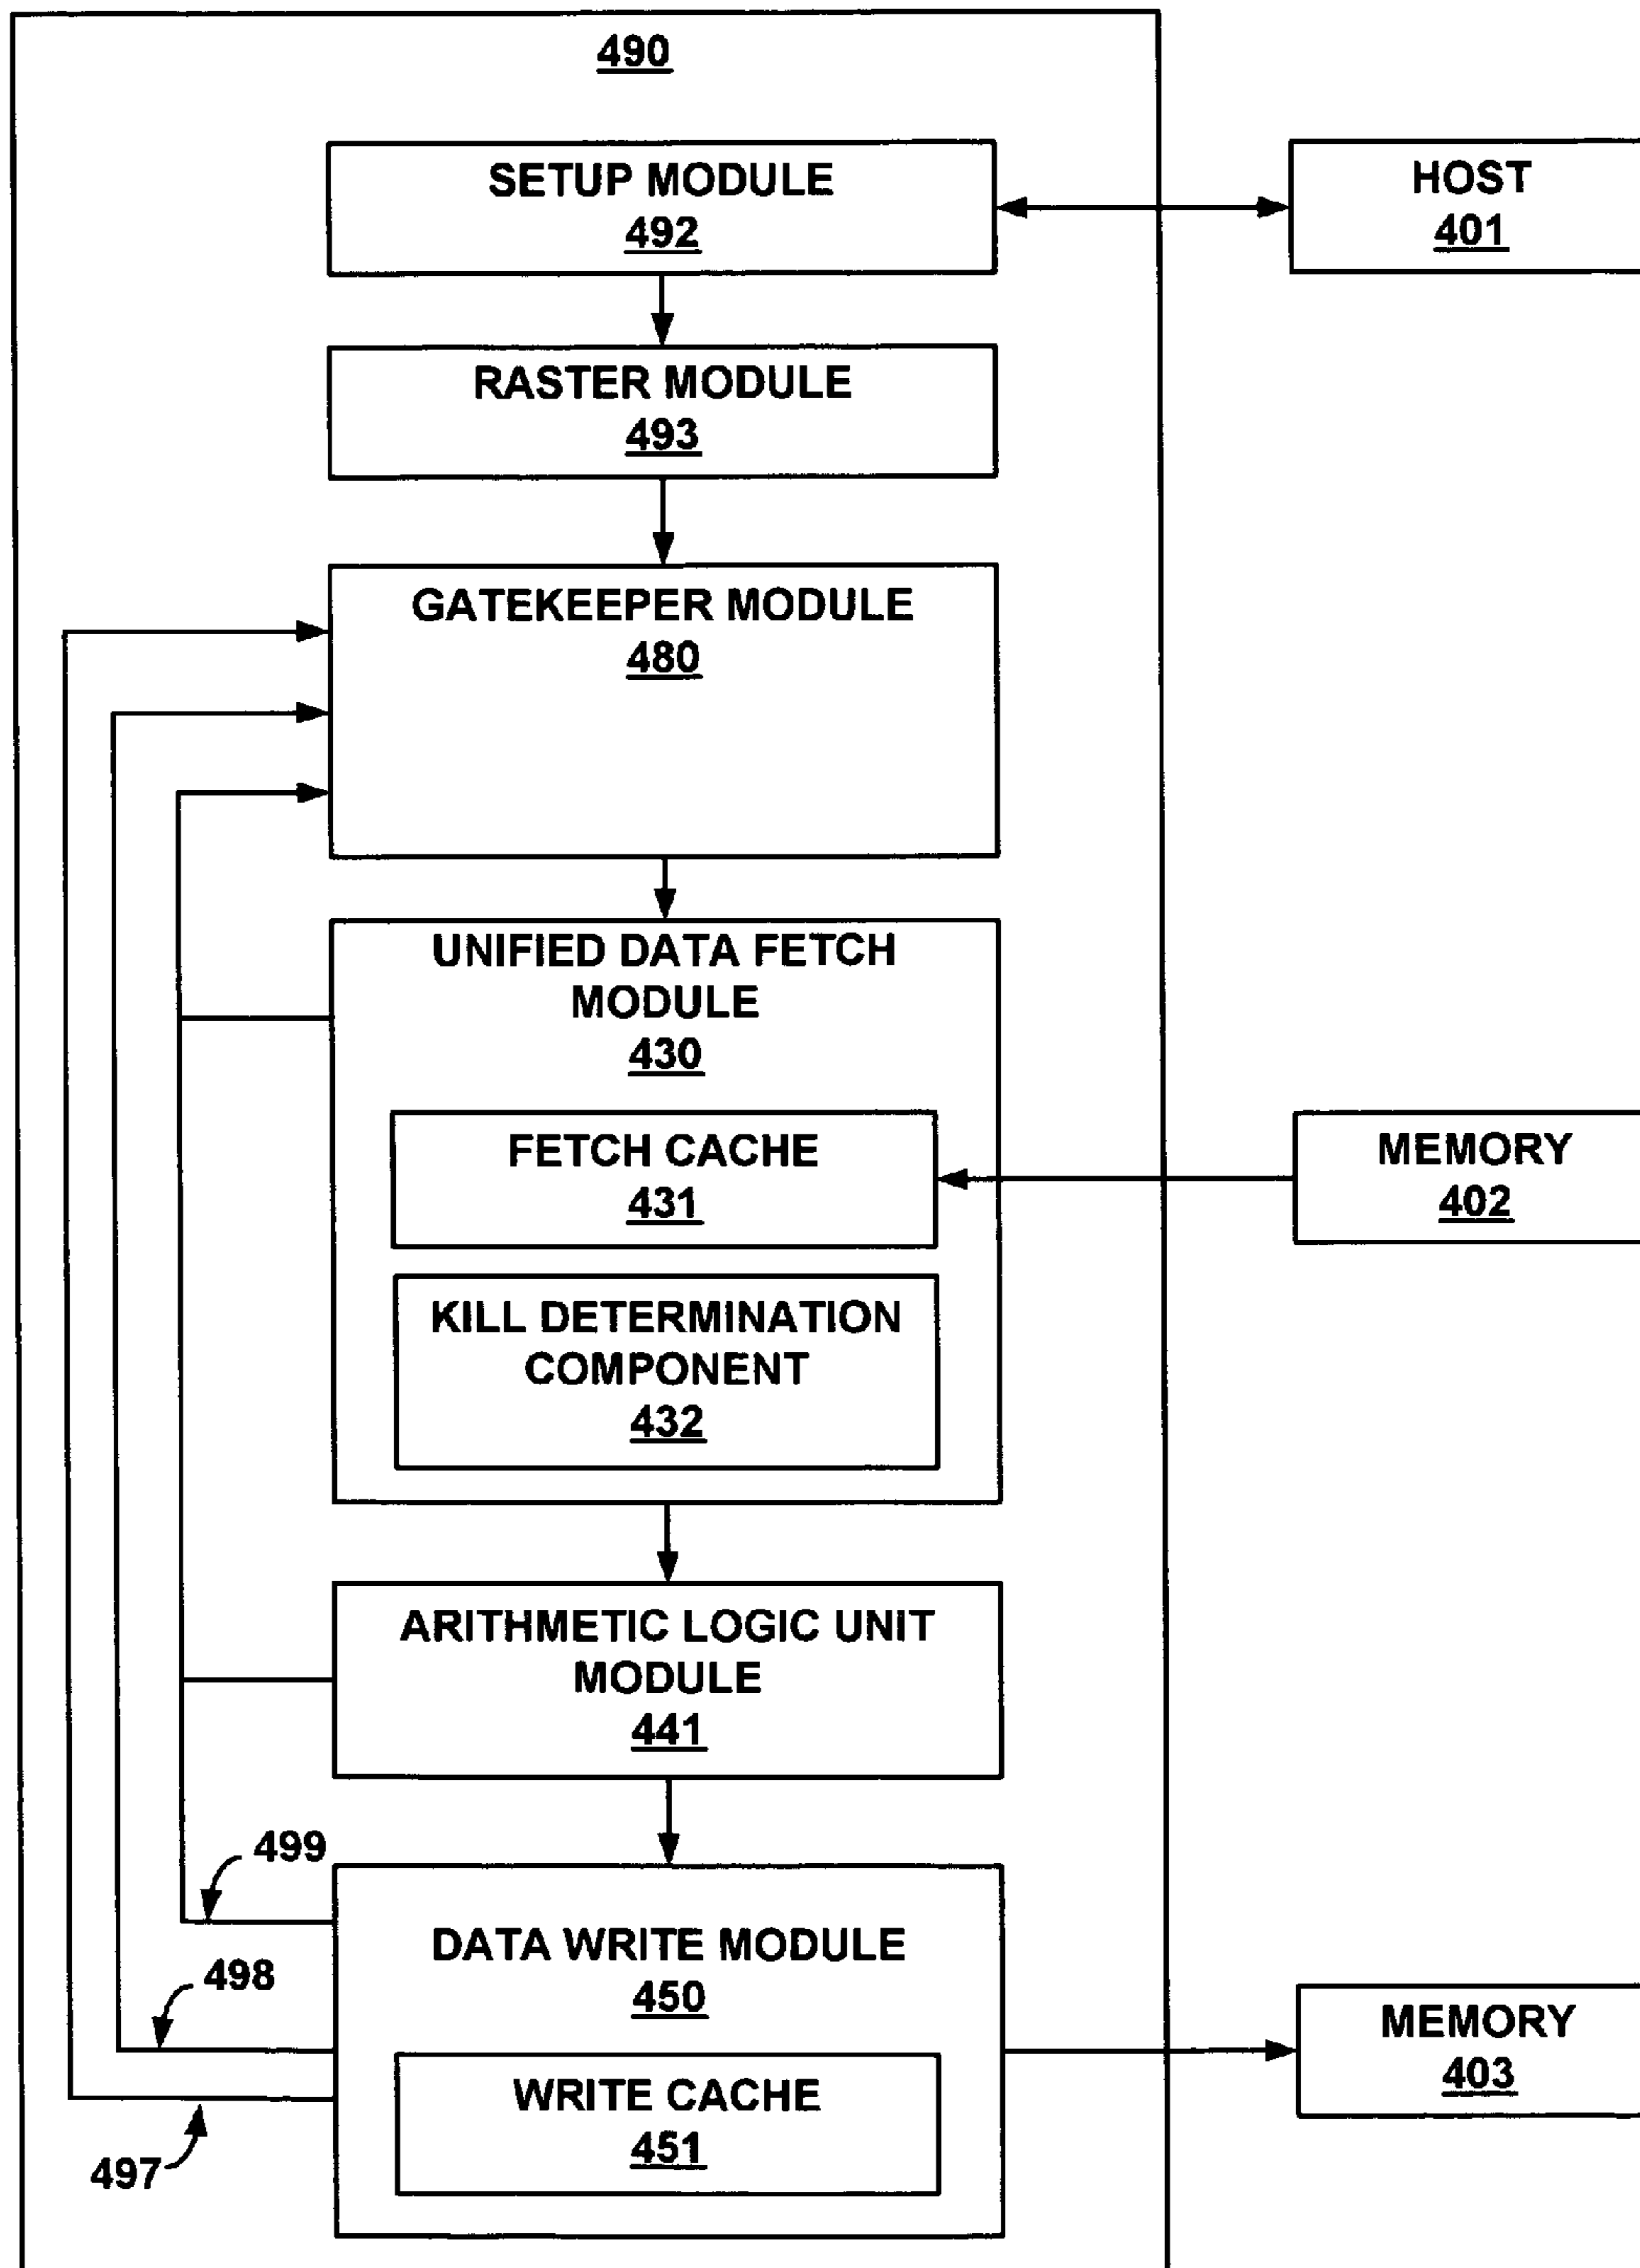 490
SETUP MODULE
492
HOST
401
RASTER MODULE
493
GATEKEEPER MODULE
480
UNIFIED DATA FETCH
MODULE
430
FETCH CACHE
431
MEMORY
402
KILL DETERMINATION
COMPONENT
432
ARITHMETIC LOGIC UNIT
MODULE
441
499
DATA WRITE MODULE
450
498
MEMORY
403
WRITE CACHE
451
497